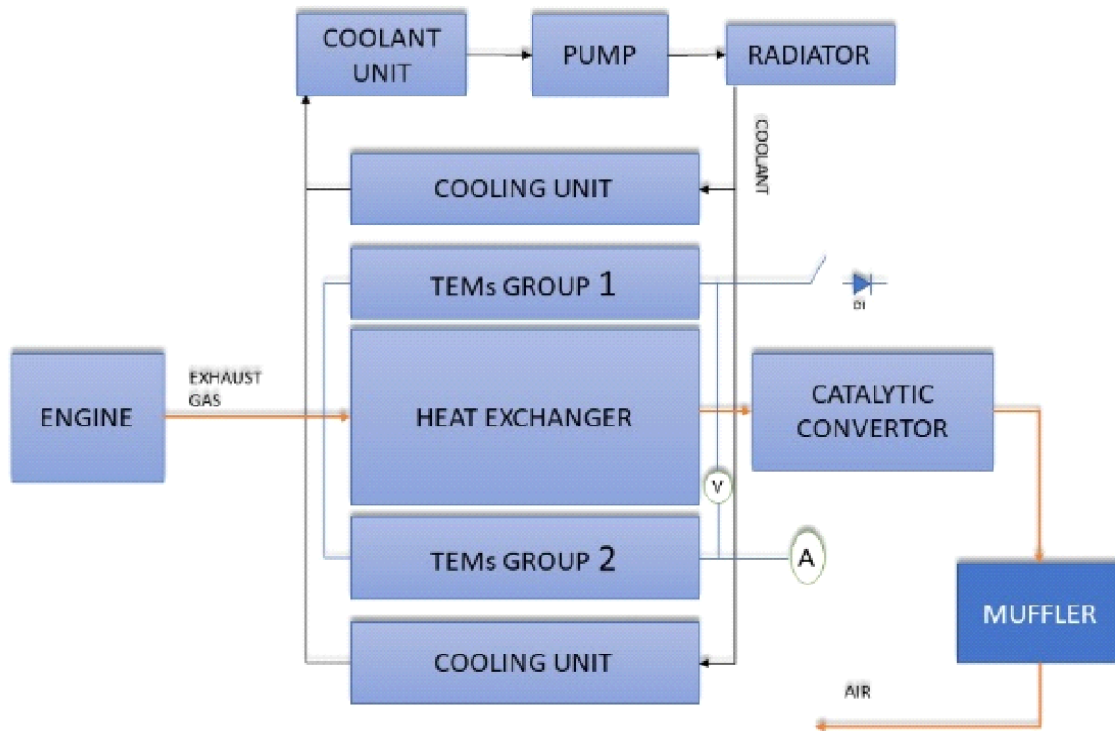 COOLANT
UNIT
PUMP
RADIATOR
COOLANT
COOLING UNIT
TEMs GROUP 1
DI
ENGINE
EXHAUST
GAS
HEAT EXCHANGER
CATALYTIC
CONVERTOR
V
TEMs GROUP 2
A
MUFFLER
COOLING UNIT
AIR